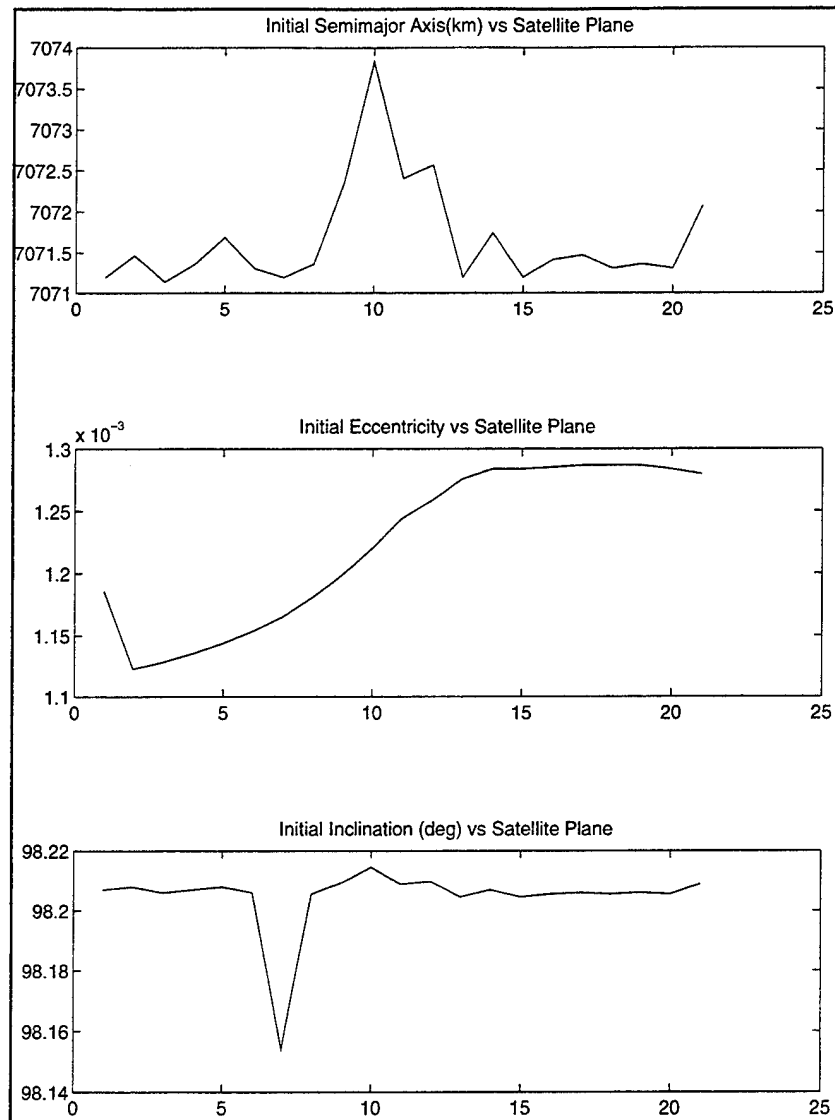 Initial Semimajor Axis(km) vs Satellite Plane
7074
7073.5
7073
7072.5
7072
7071.5
7071
0 5 10 15 20 25
Initial Eccentricity vs Satellite Plane
x 10⁻³
1.3
1.25
1.2
1.15
1.1
0 5 10 15 20 25
Initial Inclination (deg) vs Satellite Plane
98.22
98.2
98.18
98.16
98.14
0 5 10 15 20 25